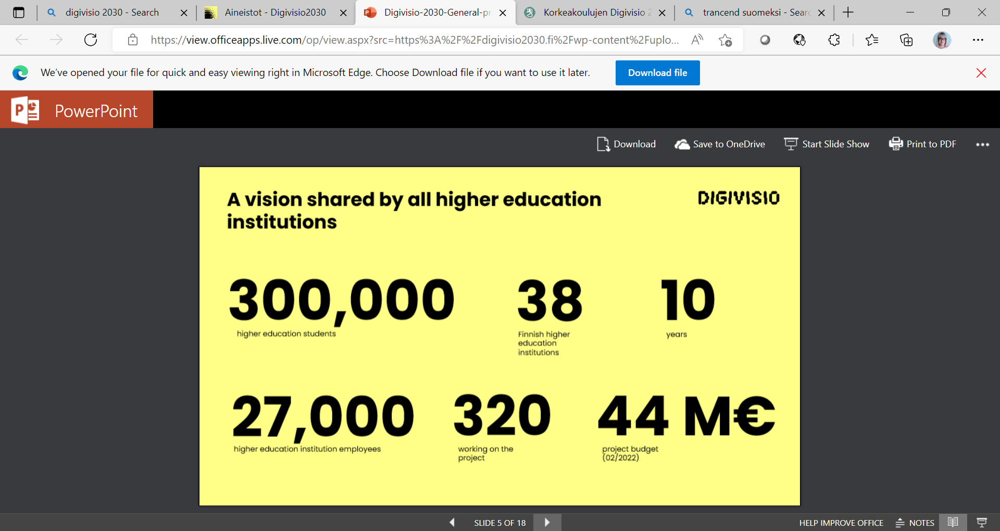 digivisio 2030 - Search
Aineistot - Digivisio2030
Digivisio-2030-General-pr
Korkeakoulujen Digivisio 2
trancend suomeksi - Searc
https://view.officeapps.live.com/op/view.aspx?src=https%3A%2F%2Fdigivisio2030.fi%2Fwp-content%2Fuplo...
We've opened your file for quick and easy viewing right in Microsoft Edge. Choose Download file if you want to use it later.
Download file
PowerPoint
Download
Save to OneDrive
Start Slide Show
Print to PDF
A vision shared by all higher education
institutions
DIGIVISIO
300,000
higher education students
38
Finnish higher
education
institutions
10
years
27,000
higher education institution employees
320
working on the
project
44 M€
project budget
(02/2022)
SLIDE 5 OF 18
HELP IMPROVE OFFICE
NOTES